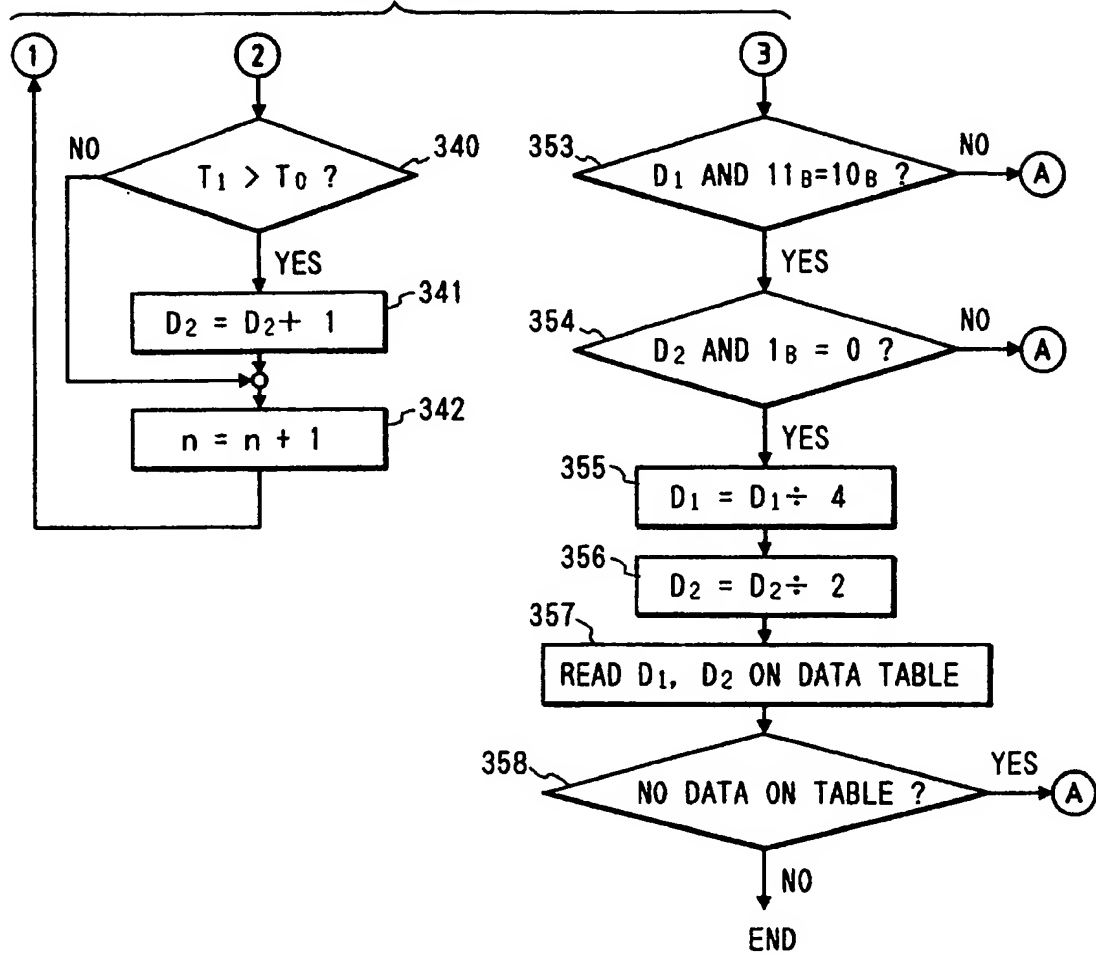 1
2
NO
T1 > T0 ?
340
YES
341
D2 = D2 + 1
342
n = n + 1
3
353
D1 AND 11B=10B ?
NO
A
YES
354
D2 AND 1B = 0 ?
NO
A
YES
355
D1 = D1 ÷ 4
356
D2 = D2 ÷ 2
357
READ D1, D2 ON DATA TABLE
358
NO DATA ON TABLE ?
YES
A
NO
END